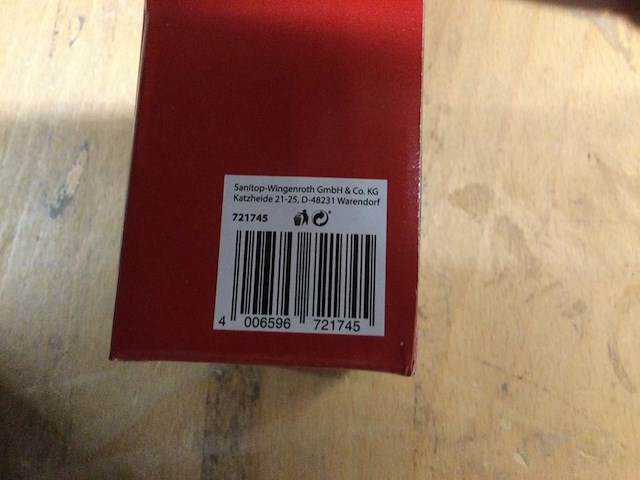 Sanitop-Wingenroth GmbH & Co. KG
Katzheide 21-25, D-48231 Warendorf
721745
4 006596 721745